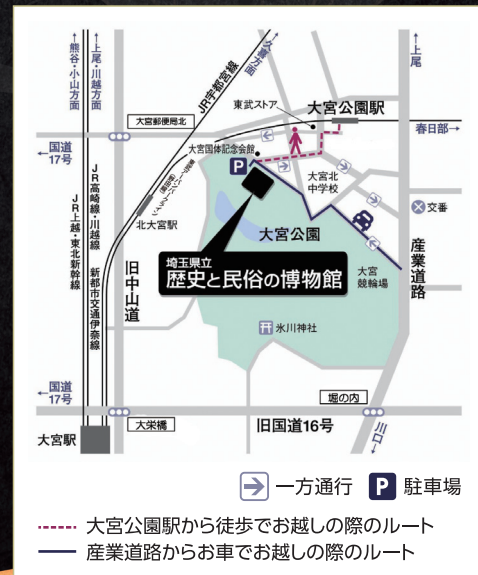 ↑熊谷・小山方面
↑上尾・川越方面
JR宇都宮線
↑久喜方面
↑上尾
東武ストア
大宮公園駅
大宮郵便局北
春日部→
←国道17号
大宮国体記念会館
P
大宮北中学校
交番
JR上越・東北新幹線
JR高崎線・川越線
新都市交通伊奈線
北大宮駅
旧中山道
大宮公園
埼玉県立
歴史と民俗の博物館
大宮競輪場
産業道路
氷川神社
←国道17号
堀の内
大宮駅
大栄橋
旧国道16号
一方通行 P 駐車場
大宮公園駅から徒歩でお越しの際のルート
産業道路からお車でお越しの際のルート